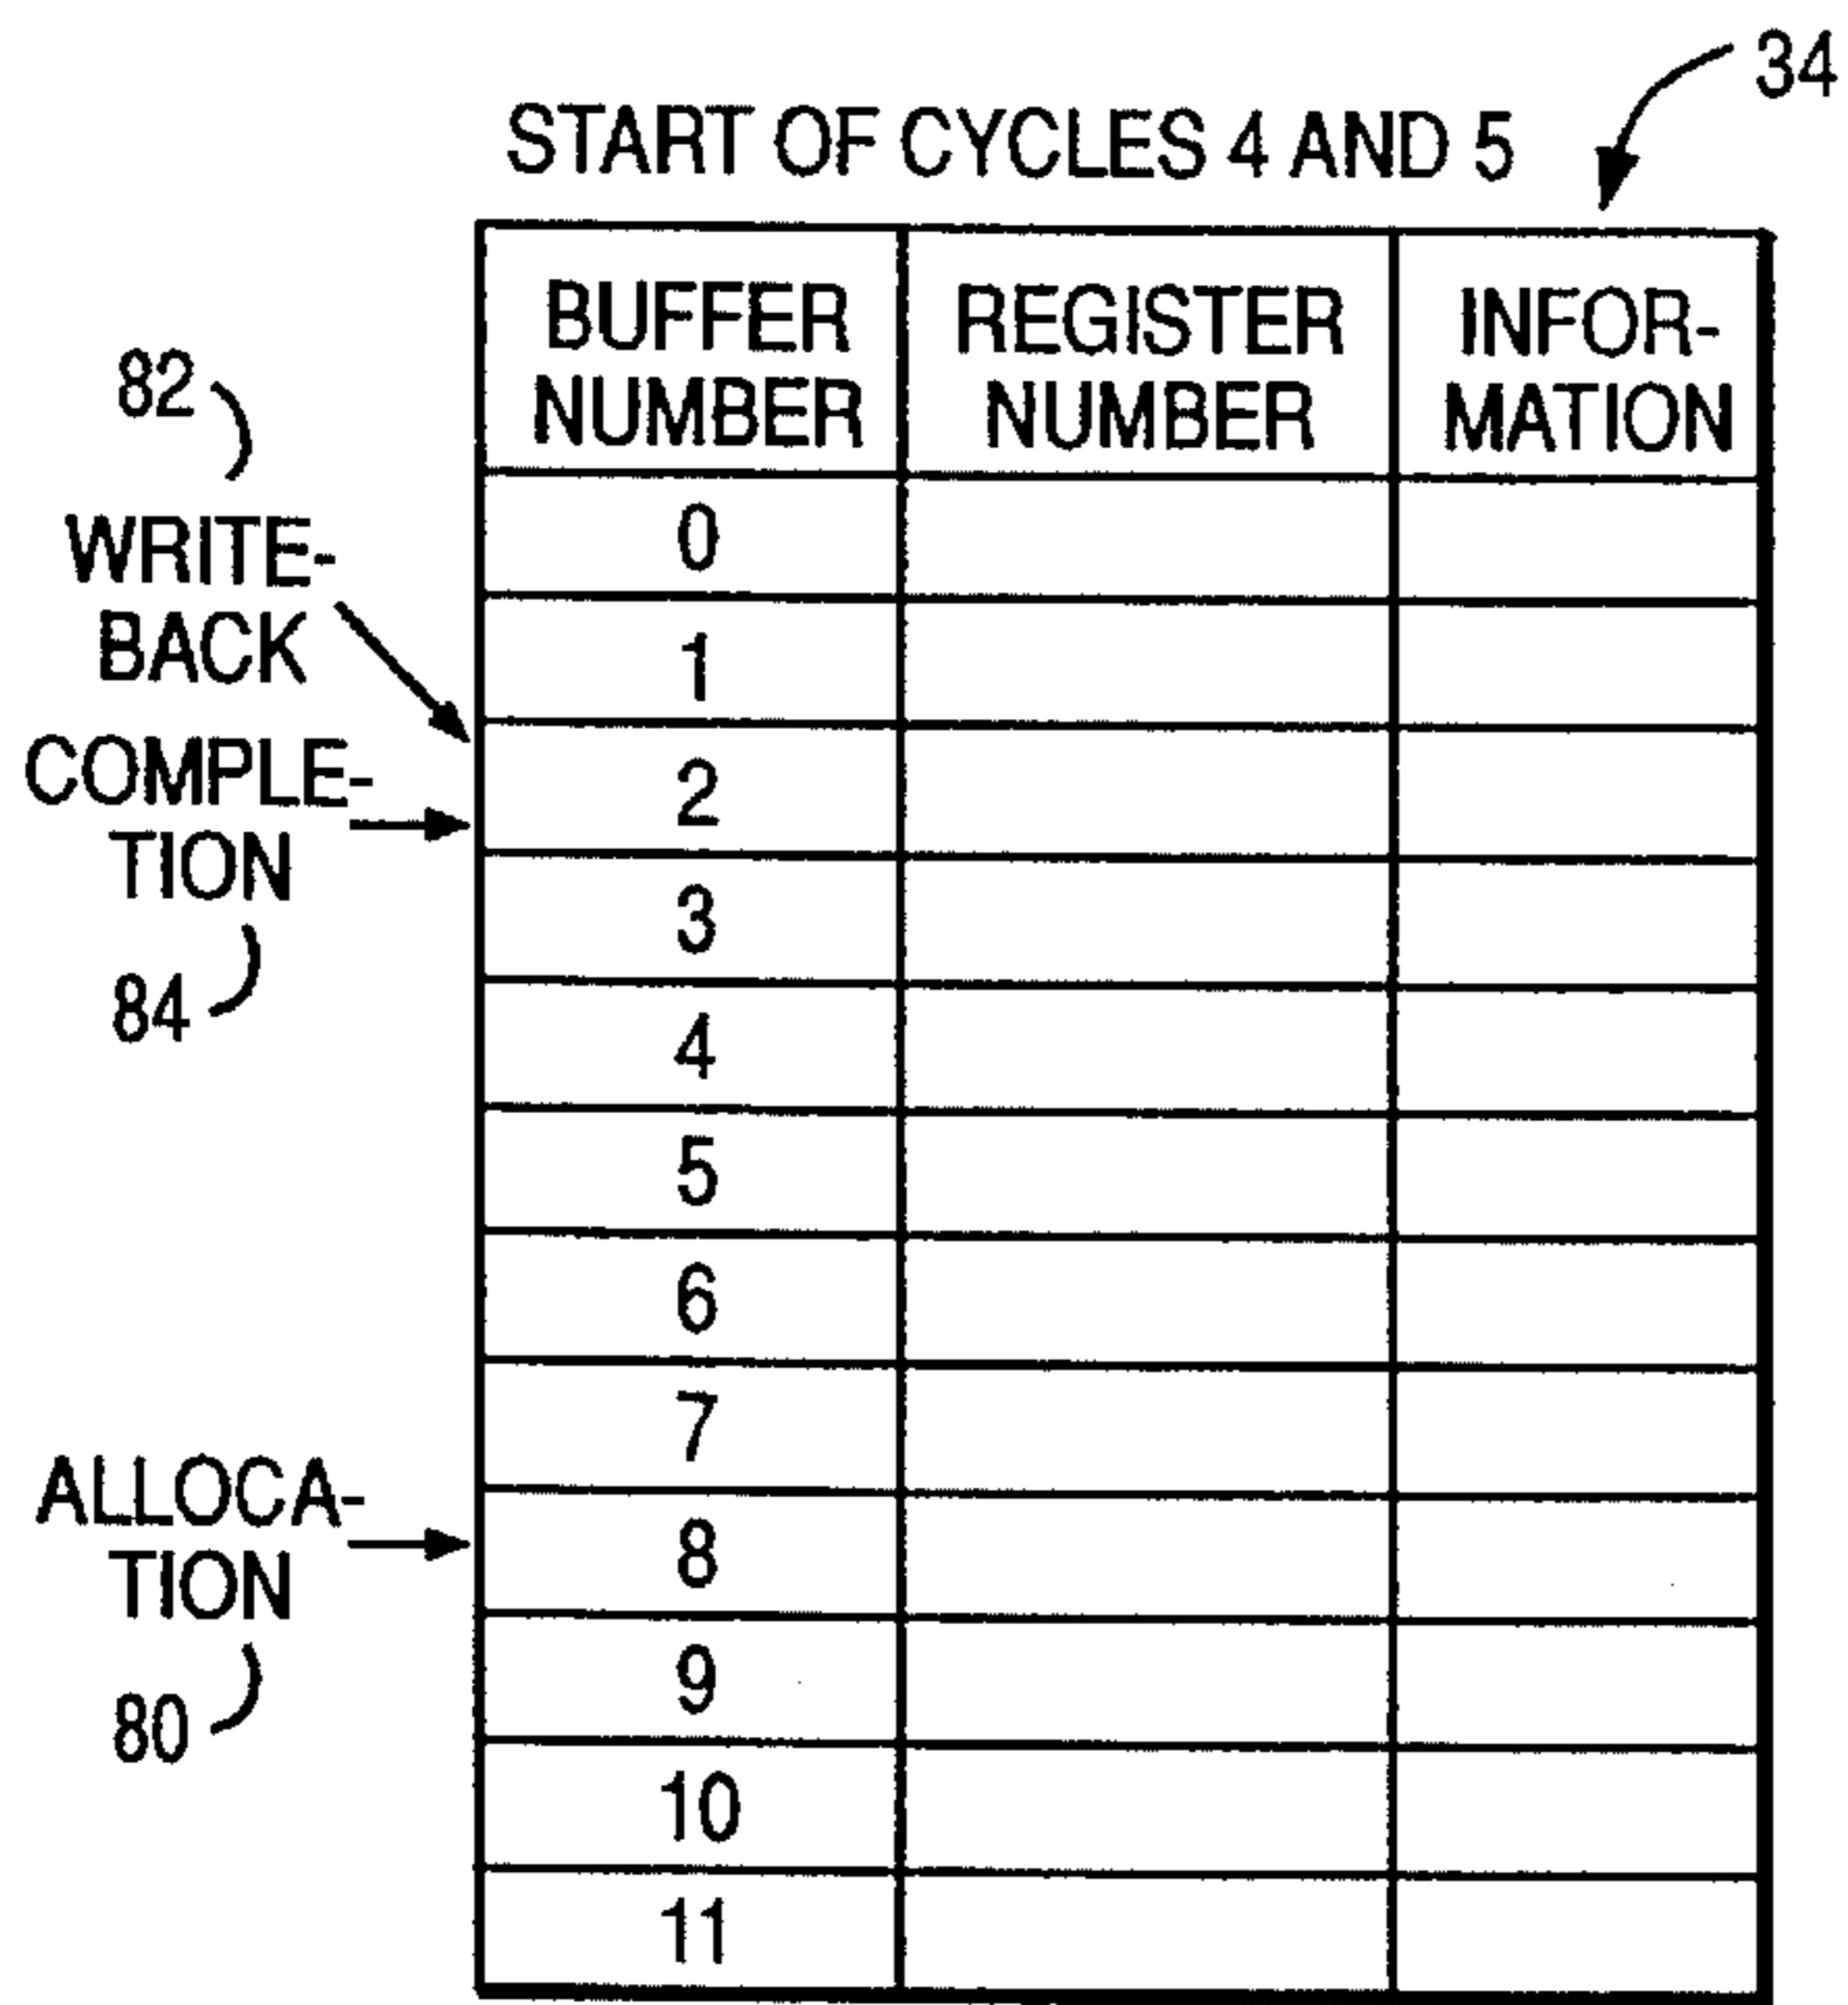 34
START OF CYCLES 4 AND 5
BUFFER NUMBER REGISTER NUMBER INFOR-MATION
82
WRITE-
BACK
COMPLE-
TION
84
ALLOCA-
TION
80
0
1
2
3
4
5
6
7
8
9
10
11